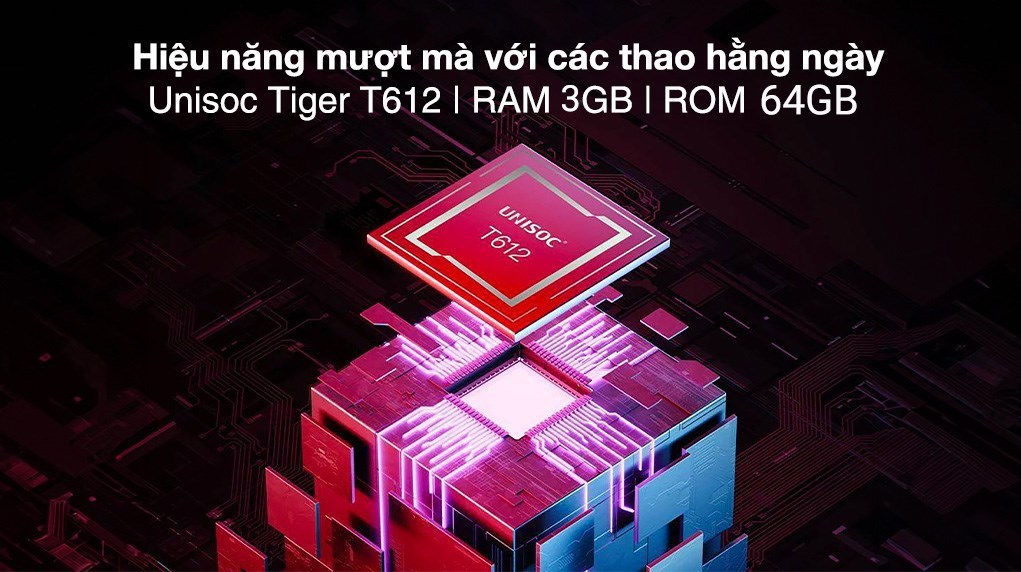 Hiệu năng mượt mà với các thao hằng ngày
Unisoc Tiger T612 | RAM 3GB | ROM 64GB
UNISOC®
T612